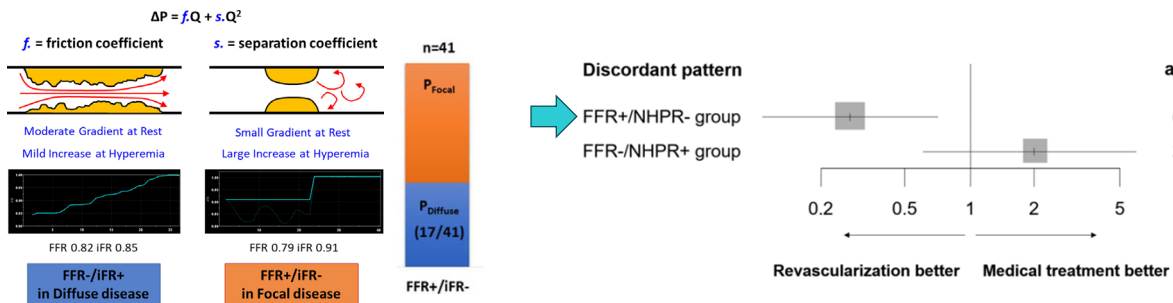 ΔP = f.Q + s.Q²
f. = friction coefficient
s. = separation coefficient
Moderate Gradient at Rest
Mild Increase at Hyperemia
Small Gradient at Rest
Large Increase at Hyperemia
FFR 0.82 iFR 0.85
FFR 0.79 iFR 0.91
FFR-/iFR+
in Diffuse disease
FFR+/iFR-
in Focal disease
n=41
PFocal
PDiffuse
(17/41)
FFR+/iFR-
Discordant pattern
a
FFR+/NHPR- group
FFR-/NHPR+ group
0.2 0.5 1 2 5
Revascularization better Medical treatment better